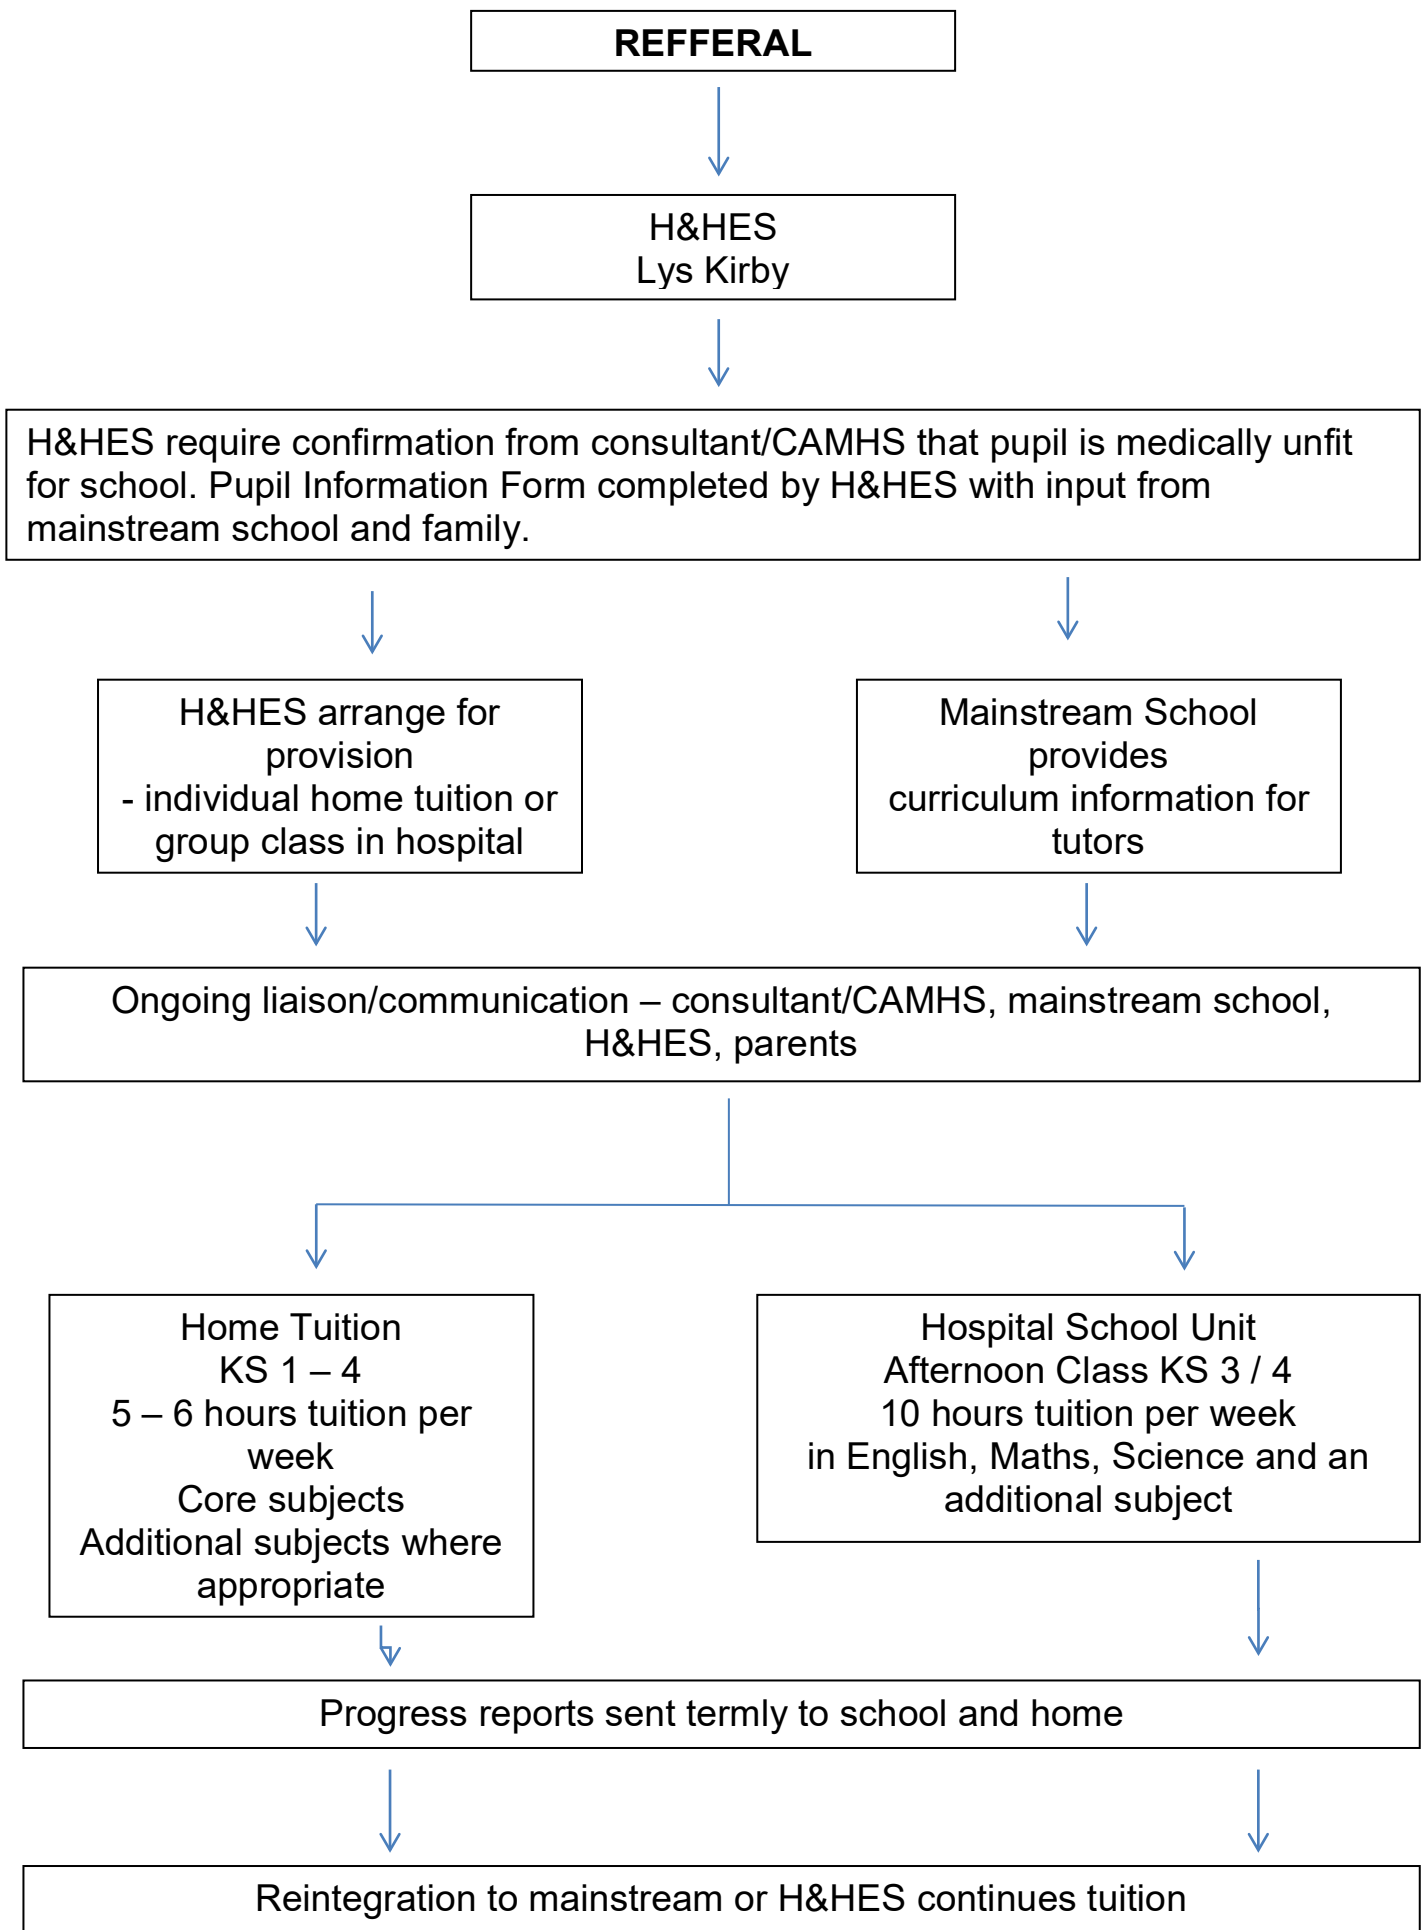 REFFERAL
H&HES
Lys Kirby
H&HES require confirmation from consultant/CAMHS that pupil is medically unfit
for school. Pupil Information Form completed by H&HES with input from
mainstream school and family.
H&HES arrange for
provision
- individual home tuition or
group class in hospital
Mainstream School
provides
curriculum information for
tutors
Ongoing liaison/communication – consultant/CAMHS, mainstream school,
H&HES, parents
Home Tuition
KS 1 – 4
5 – 6 hours tuition per
week
Core subjects
Additional subjects where
appropriate
Hospital School Unit
Afternoon Class KS 3 / 4
10 hours tuition per week
in English, Maths, Science and an
additional subject
Progress reports sent termly to school and home
Reintegration to mainstream or H&HES continues tuition